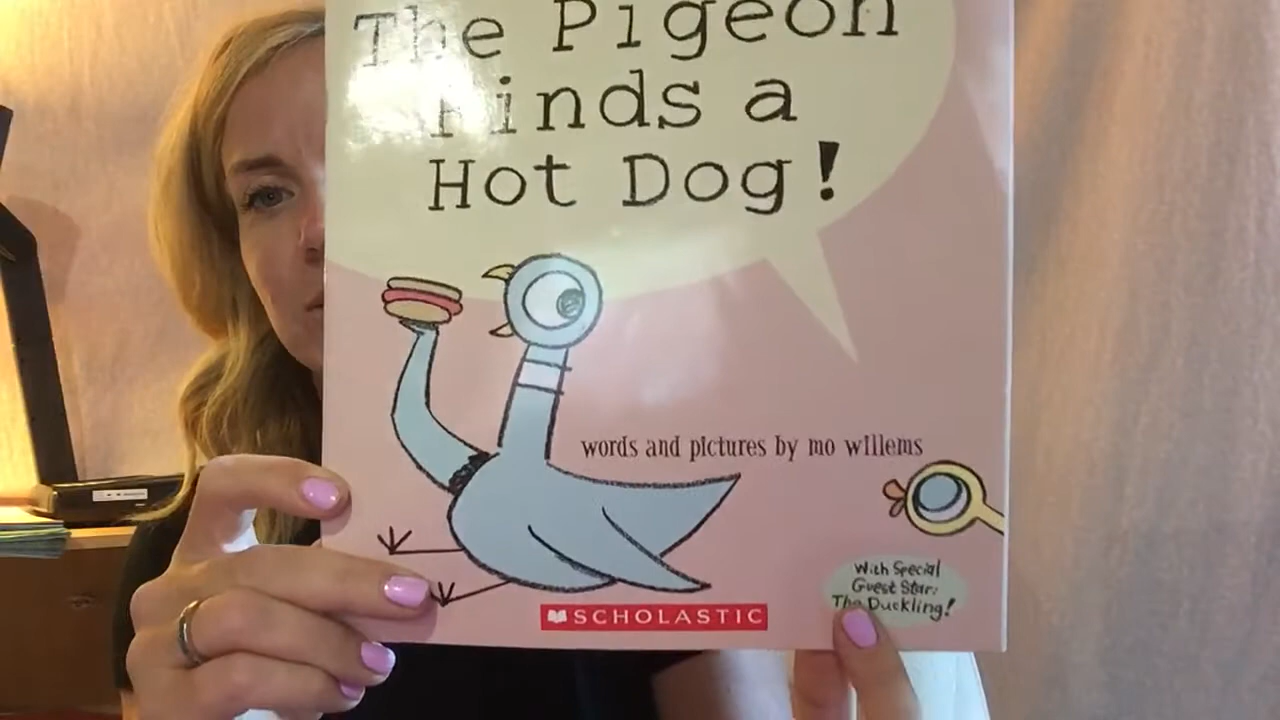 The Pigeon
Finds a
Hot Dog!
words and pictures by mo willems
With Special
Guest Star:
The Duckling!
SCHOLASTIC